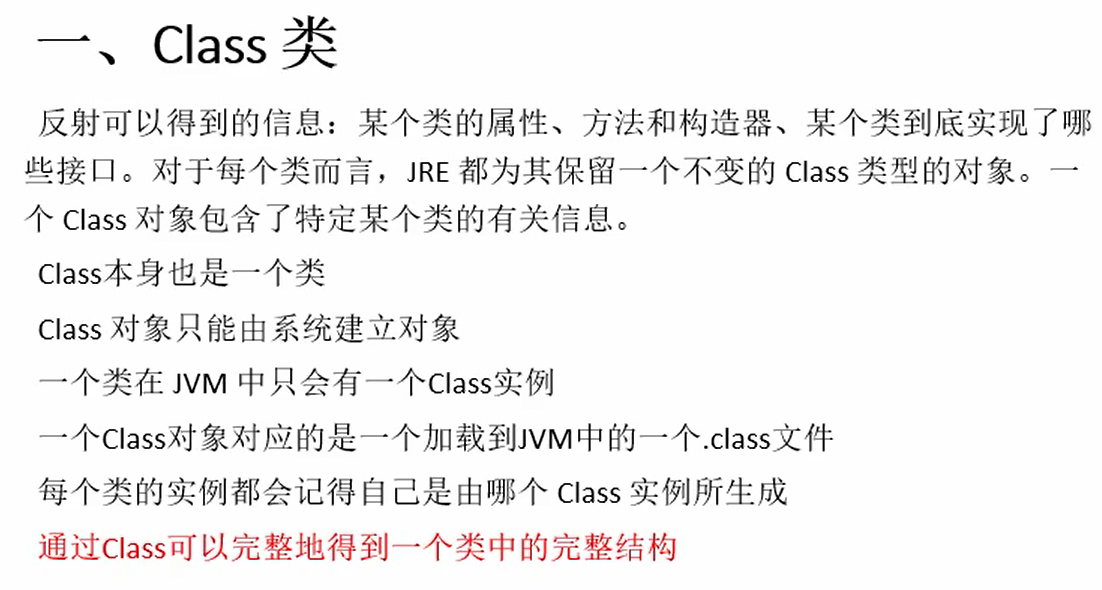 一、Class 类
反射可以得到的信息：某个类的属性、方法和构造器、某个类到底实现了哪
些接口。对于每个类而言，JRE 都为其保留一个不变的 Class 类型的对象。一
个 Class 对象包含了特定某个类的有关信息。
Class本身也是一个类
Class 对象只能由系统建立对象
一个类在 JVM 中只会有一个Class实例
一个Class对象对应的是一个加载到JVM中的一个.class文件
每个类的实例都会记得自己是由哪个 Class 实例所生成
通过Class可以完整地得到一个类中的完整结构